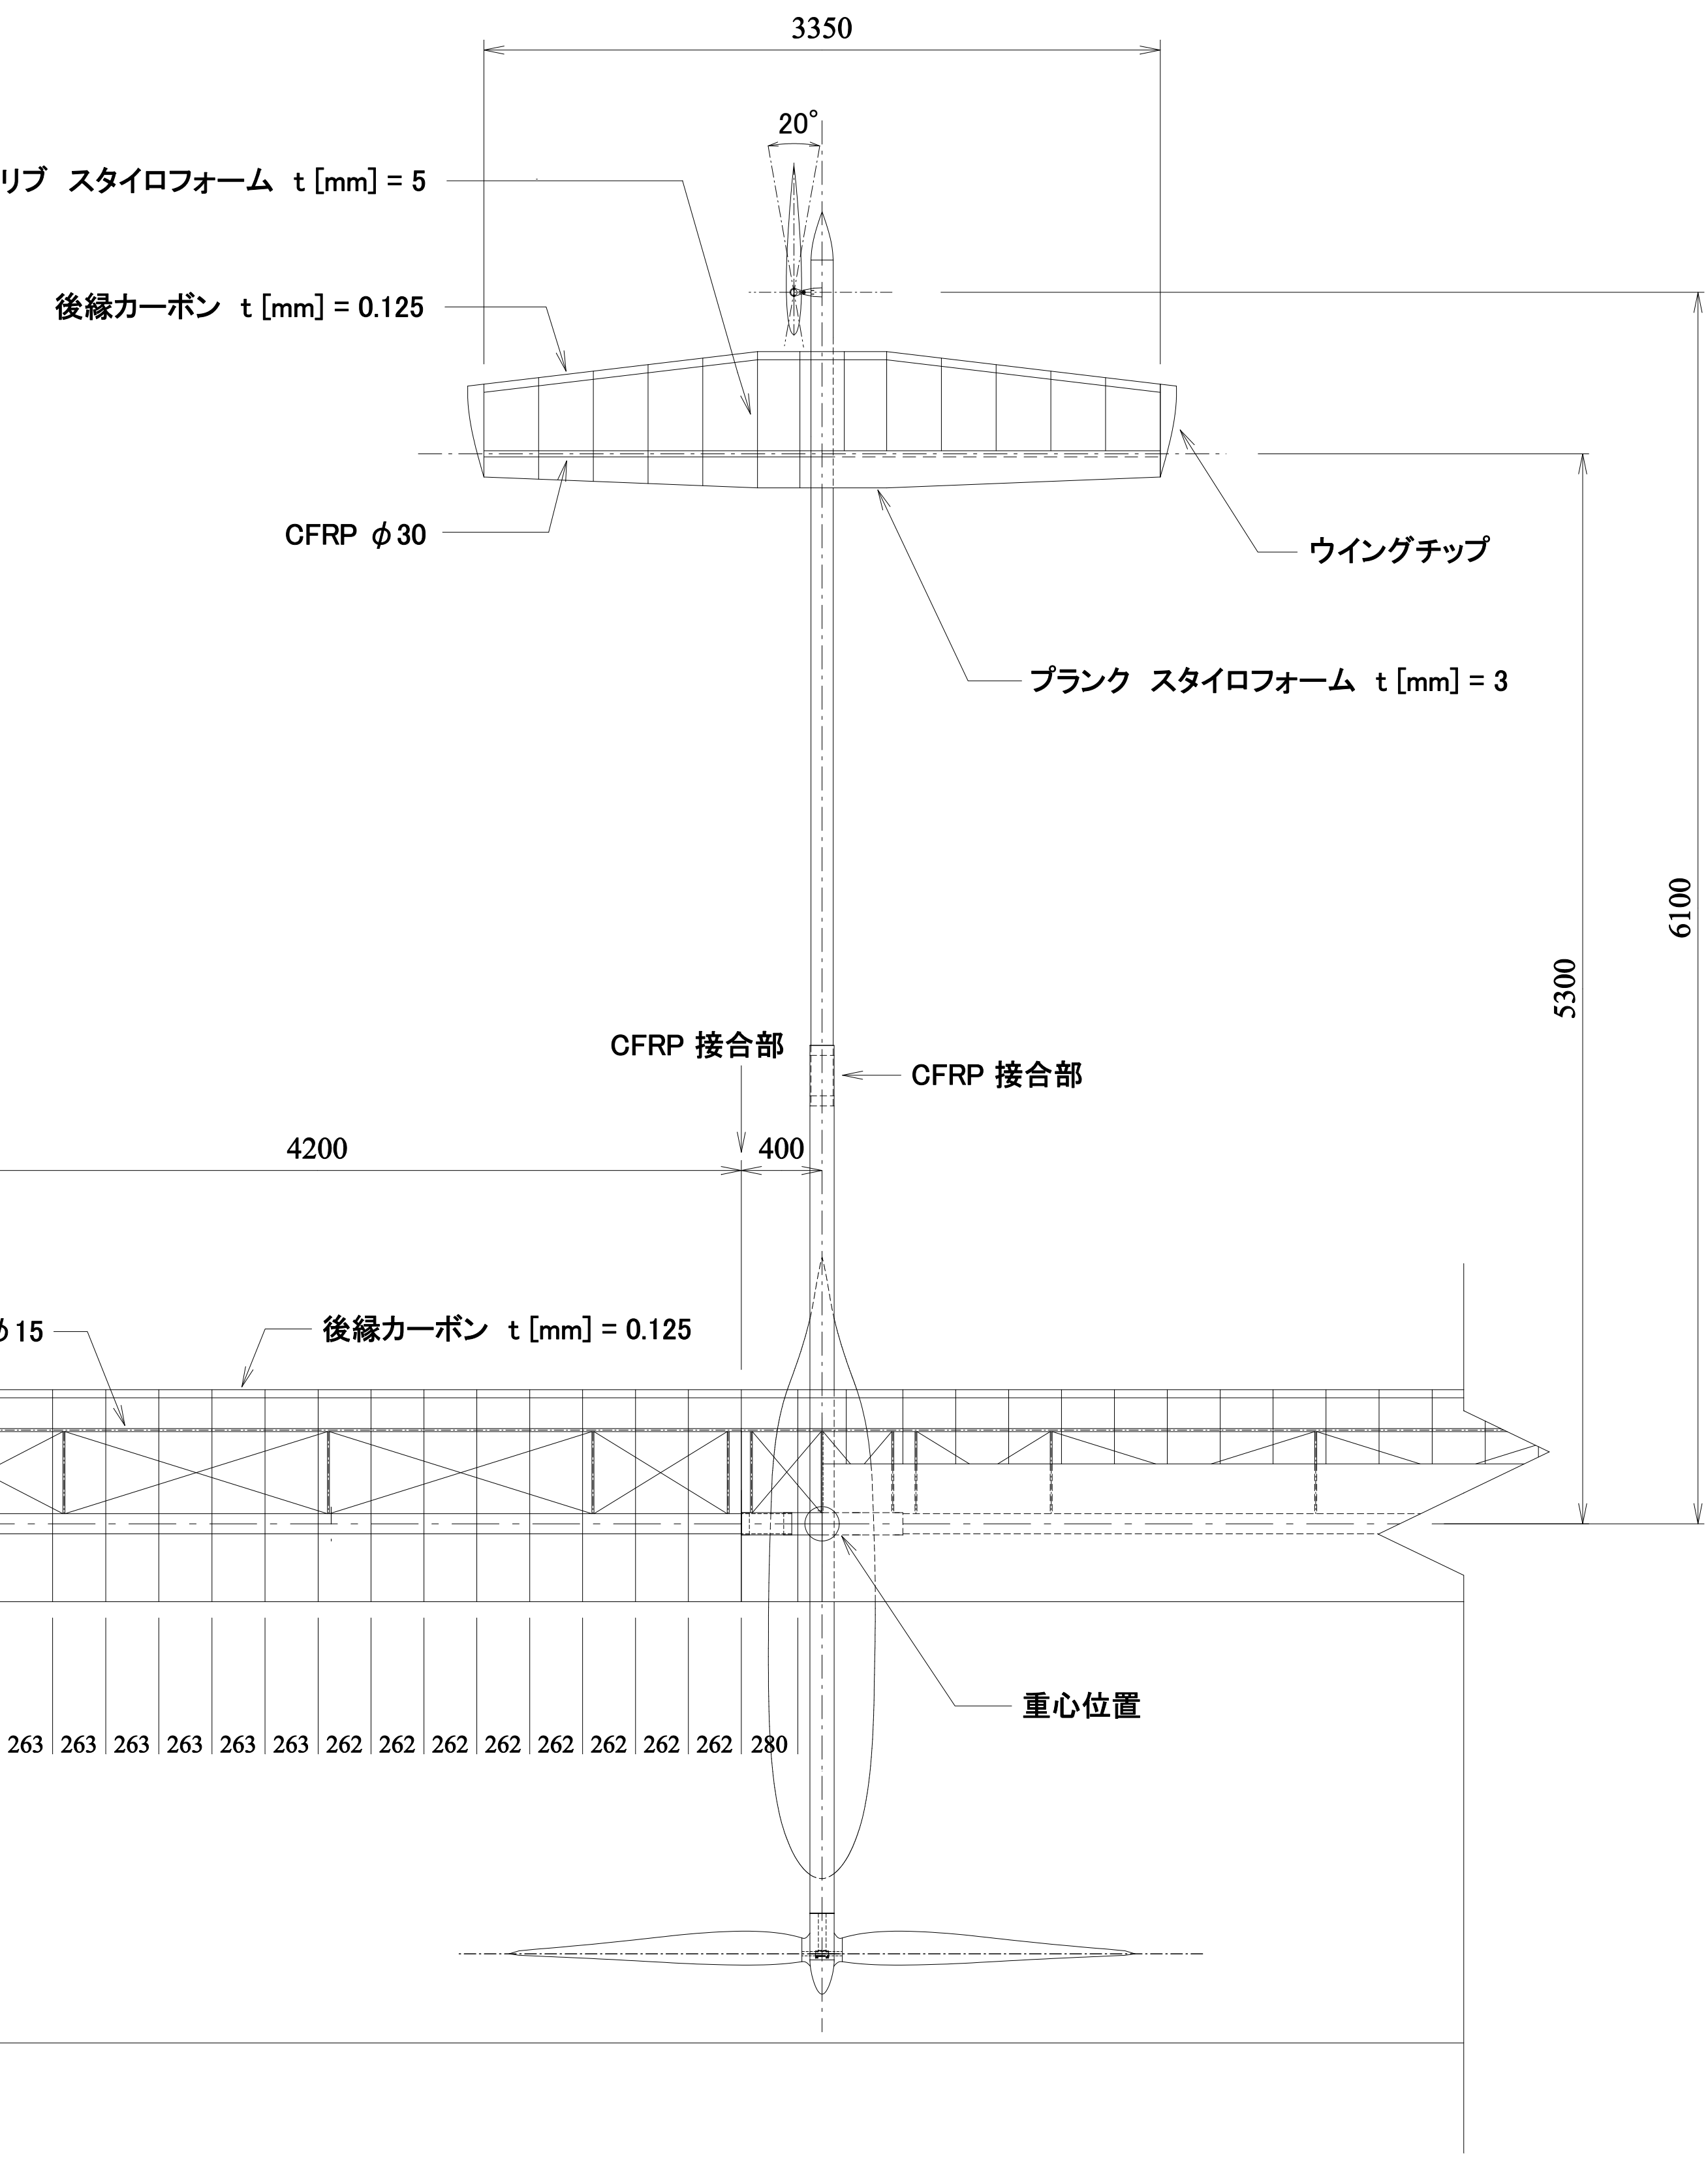 3350
20°
リブ スタイロフォーム t [mm] = 5
後縁カーボン t [mm] = 0.125
CFRP φ30
ウイングチップ
プランク スタイロフォーム t [mm] = 3
6100
5300
CFRP 接合部
CFRP 接合部
4200
400
φ15
後縁カーボン t [mm] = 0.125
重心位置
263 263 263 263 263 263 262 262 262 262 262 262 262 262 280